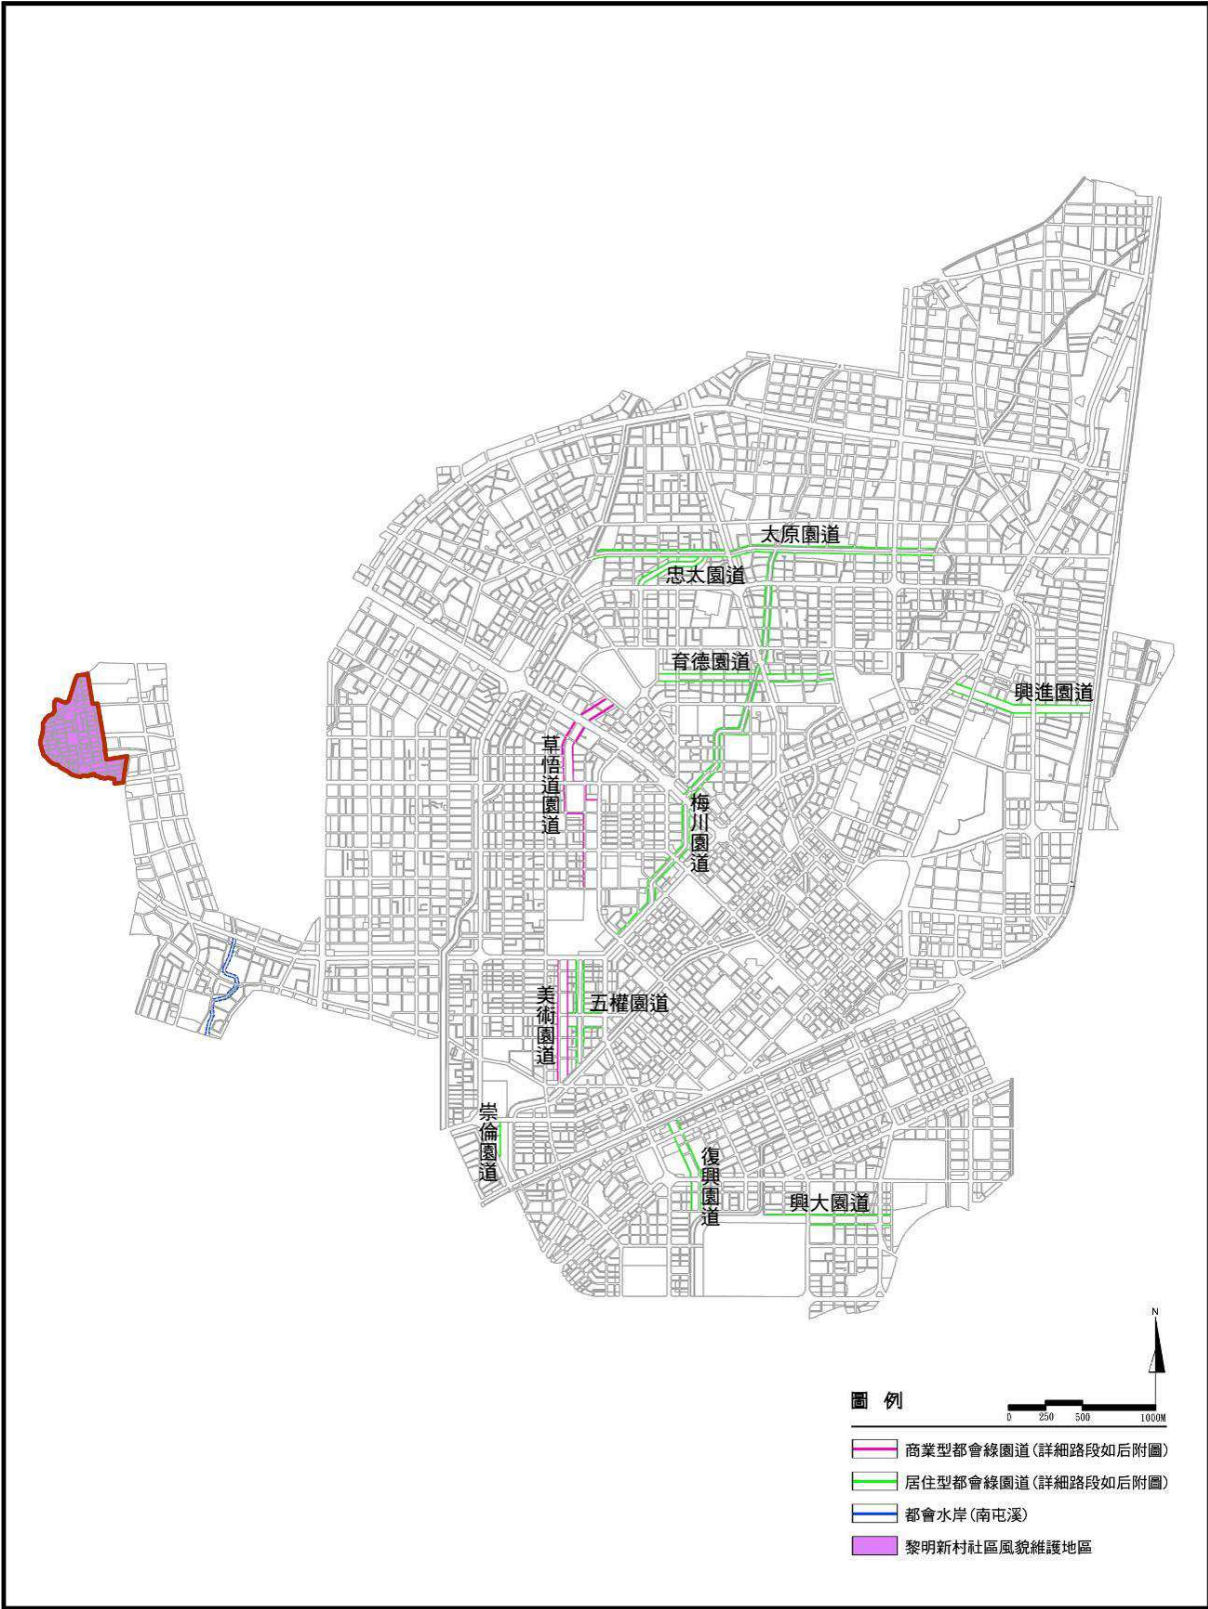 太原園道
忠太園道
育德園道
興進園道
草悟道園道
梅川園道
美術園道
五權園道
崇倫園道
復興園道
興大園道
N
圖 例
0 250 500 1000M
商業型都會綠園道(詳細路段如后附圖)
居住型都會綠園道(詳細路段如后附圖)
都會水岸(南屯溪)
黎明新村社區風貌維護地區